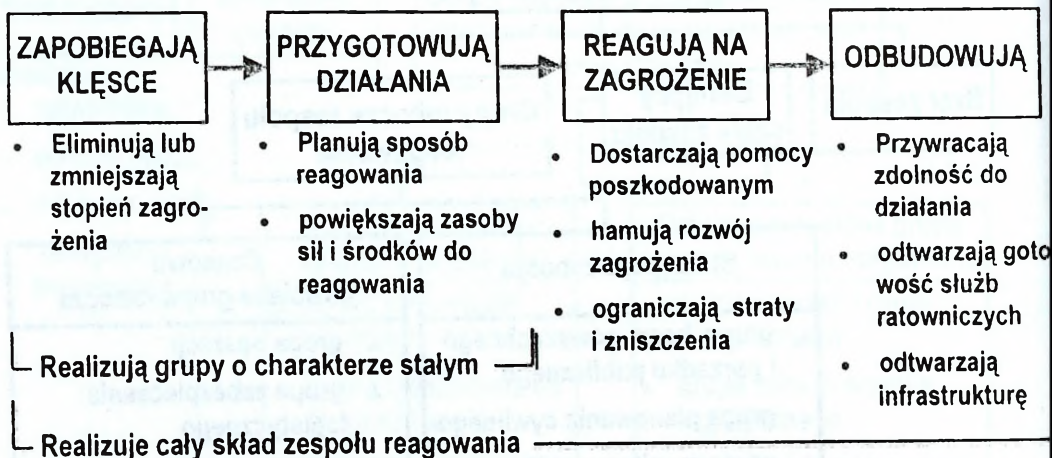 ZAPOBIEGAJĄ
KLĘSCE
PRZYGOTOWUJĄ
DZIAŁANIA
REAGUJĄ NA
ZAGROŻENIE
ODBUDOWUJĄ
• Eliminują lub
zmniejszają
stopień zagro-
żenia
• Planują sposób
reagowania
• powiększają zasoby
sił i środków do
reagowania
• Dostarczają pomocy
poszkodowanym
• hamują rozwój
zagrożenia
• ograniczają straty
i zniszczenia
• Przywracają
zdolność do
działania
• odtwarzają goto
wość służb
ratowniczych
• odtwarzają
infrastrukturę
Realizują grupy o charakterze stałym
Realizuje cały skład zespołu reagowania